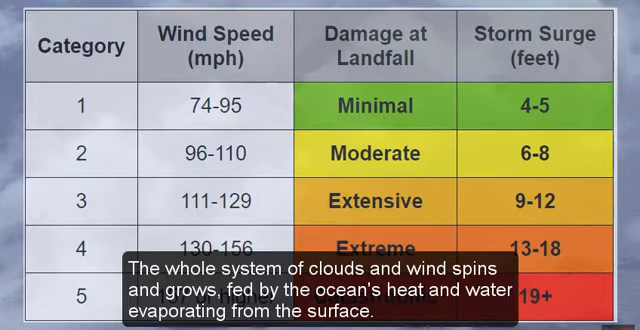 Category Wind Speed (mph) Damage at Landfall Storm Surge (feet)
1 74-95 Minimal 4-5
2 96-110 Moderate 6-8
3 111-129 Extensive 9-12
4 130-156 Extreme 13-18
5 19+
The whole system of clouds and wind spins
and grows, fed by the ocean's heat and water
evaporating from the surface.